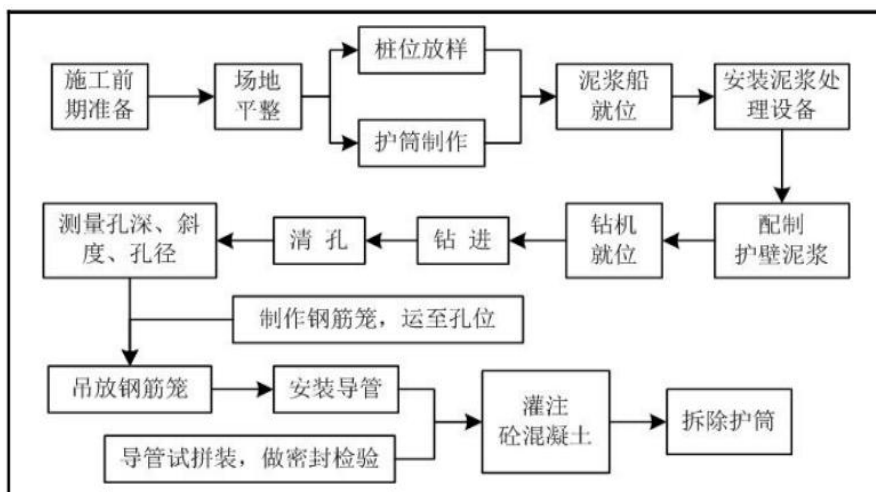 施工前
期准备
场地
平整
桩位放样
护筒制作
泥浆船
就位
安装泥浆处
理设备
配制
护壁泥浆
钻机
就位
钻 进
清 孔
测量孔深、斜
度、孔径
制作钢筋笼，运至孔位
吊放钢筋笼
安装导管
导管试拼装，做密封检验
灌注
砼混凝土
拆除护筒